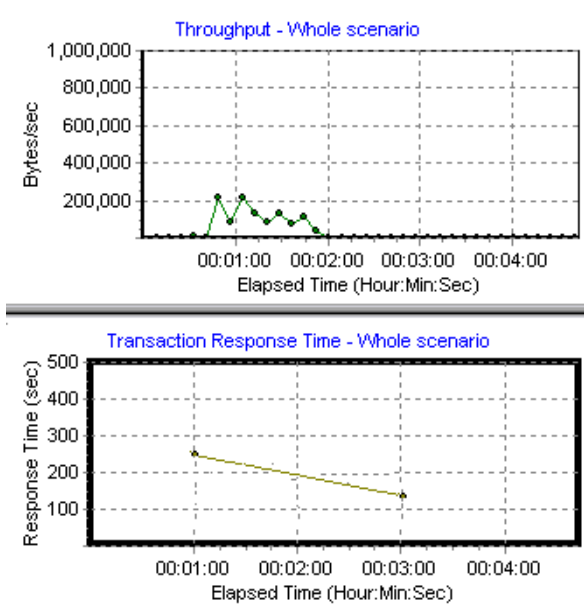 Throughput - Whole scenario
1,000,000
800,000
600,000
400,000
200,000
Bytes/sec
00:01:00 00:02:00 00:03:00 00:04:00
Elapsed Time (Hour:Min:Sec)
Transaction Response Time - Whole scenario
500
400
300
200
100
Response Time (sec)
00:01:00 00:02:00 00:03:00 00:04:00
Elapsed Time (Hour:Min:Sec)